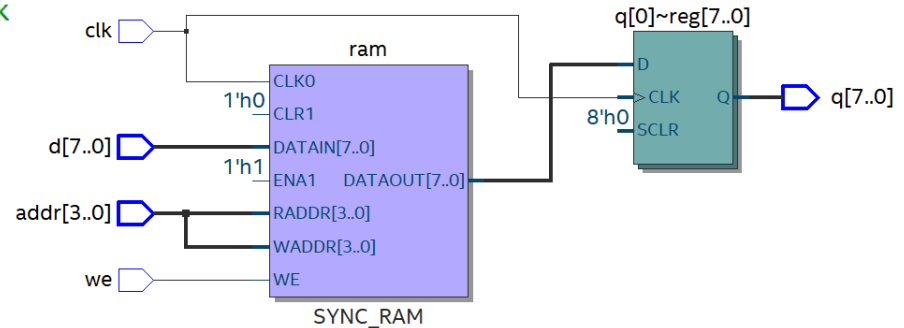 K
clk
ram
q[0]~reg[7..0]
CLK0
1'h0
CLR1
d[7..0]
DATAIN[7..0]
1'h1
ENA1
DATAOUT[7..0]
addr[3..0]
RADDR[3..0]
WADDR[3..0]
we
WE
SYNC_RAM
D
CLK
Q
8'h0
SCLR
q[7..0]